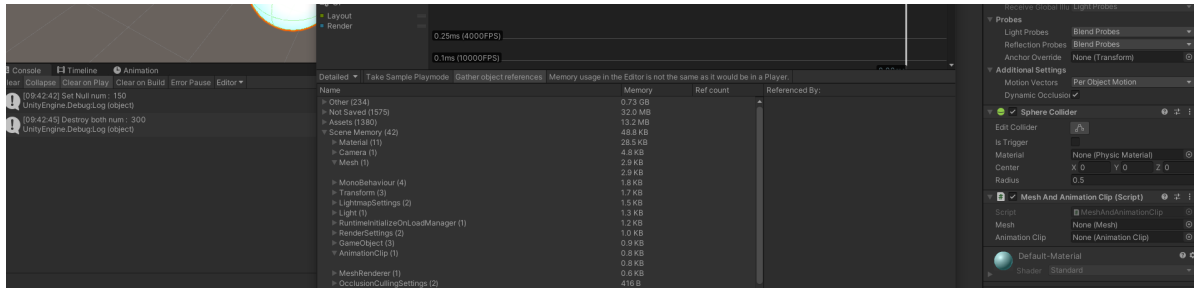 Layout
Render
0.25ms (4000FPS)
0.1ms (10000FPS)
Console Timeline Animation
lear Collapse Clear on Play Clear on Build Error Pause Editor
[09:42:42] Set Null num : 150
UnityEngine.Debug:Log (object)
[09:42:45] Destroy both num : 300
UnityEngine.Debug:Log (object)
Detailed Take Sample Playmode Gather object references Memory usage in the Editor is not the same as it would be in a Player.
Name Memory Ref count Referenced By:
Other (234) 0.73 GB
Not Saved (1575) 32.0 MB
Assets (1380) 13.2 MB
Scene Memory (42) 48.8 KB
Material (11) 28.5 KB
Camera (1) 4.8 KB
Mesh (1) 2.9 KB
2.9 KB
MonoBehaviour (4) 1.8 KB
Transform (3) 1.7 KB
LightmapSettings (2) 1.5 KB
Light (1) 1.3 KB
RuntimeInitializeOnLoadManager (1) 1.2 KB
RenderSettings (2) 1.0 KB
GameObject (3) 0.9 KB
AnimationClip (1) 0.8 KB
0.8 KB
MeshRenderer (1) 0.6 KB
OcclusionCullingSettings (2) 416 B
Receive Global Illu Light Probes
Probes
Light Probes Blend Probes
Reflection Probes Blend Probes
Anchor Override None (Transform)
Additional Settings
Motion Vectors Per Object Motion
Dynamic Occlusion
Sphere Collider
Edit Collider
Is Trigger
Material None (Physic Material)
Center X 0 Y 0 Z 0
Radius 0.5
# Mesh And Animation Clip (Script)
Script MeshAndAnimationClip
Mesh None (Mesh)
Animation Clip None (Animation Clip)
Default-Material
Shader Standard